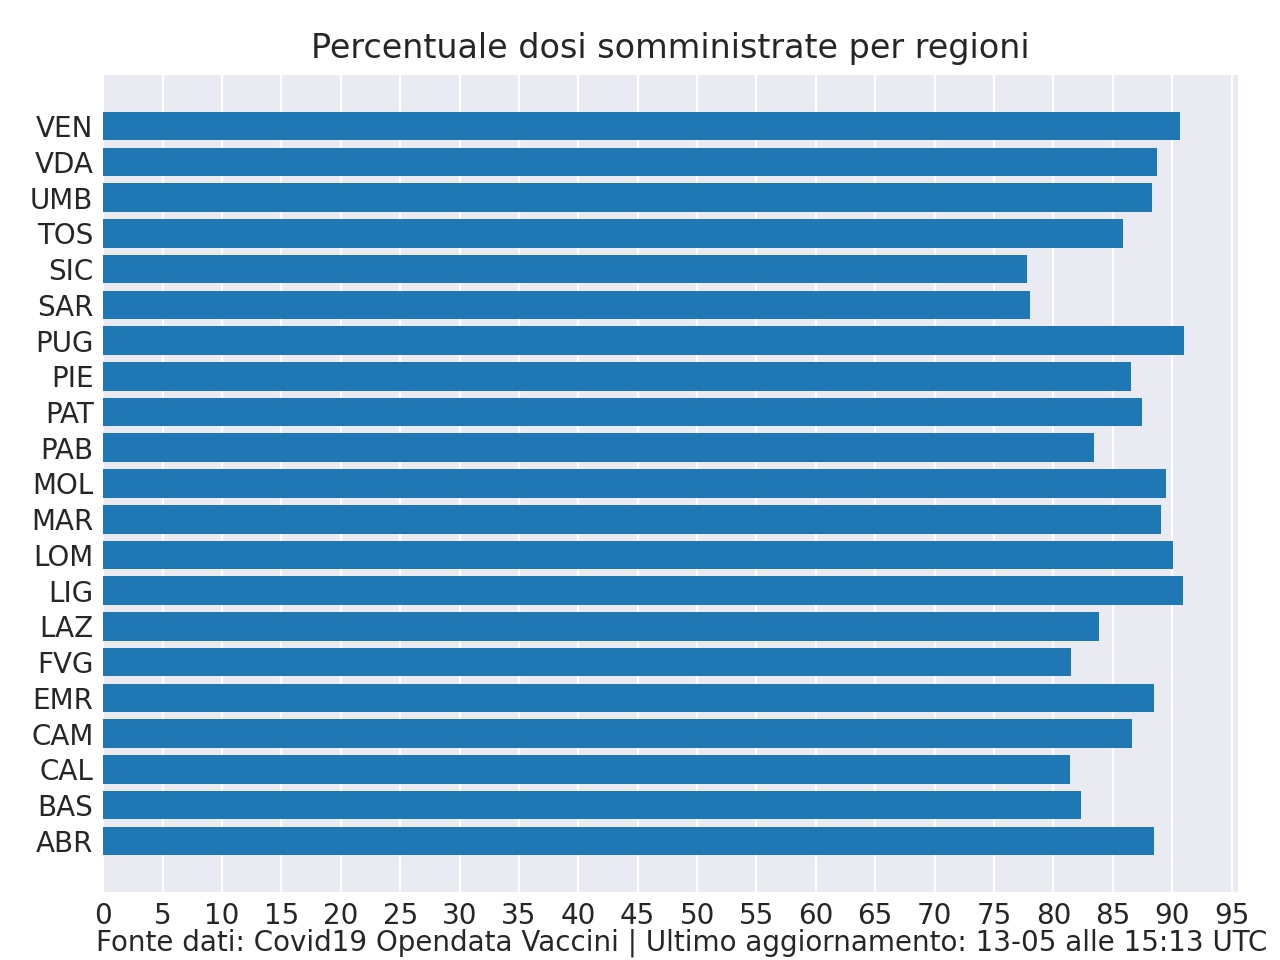 Percentuale dosi somministrate per regioni
VEN
VDA
UMB
TOS
SIC
SAR
PUG
PIE
PAT
PAB
MOL
MAR
LOM
LIG
LAZ
FVG
EMR
CAM
CAL
BAS
ABR
0 5 10 15 20 25 30 35 40 45 50 55 60 65 70 75 80 85 90 95
Fonte dati: Covid19 Opendata Vaccini | Ultimo aggiornamento: 13-05 alle 15:13 UTC